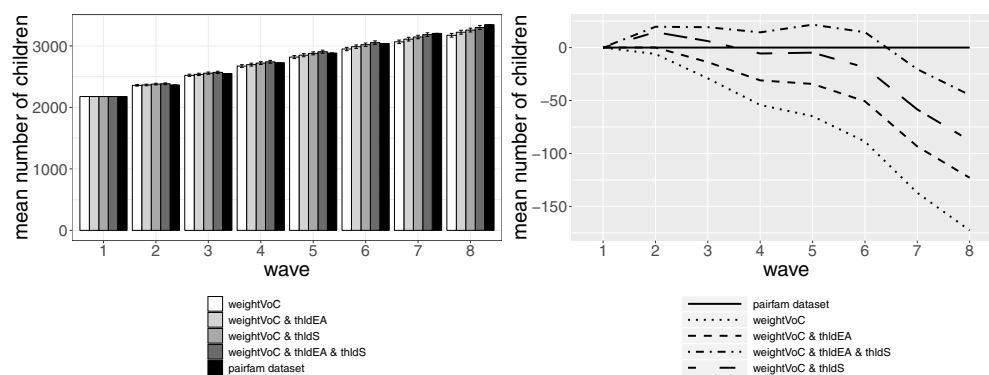 mean number of children
3000
2000
1000
0
1 2 3 4 5 6 7 8
wave
weightVoC
weightVoC & thldEA
weightVoC & thldS
weightVoC & thldEA & thldS
pairfam dataset
mean number of children
0
−50
−100
−150
1 2 3 4 5 6 7 8
wave
pairfam dataset
weightVoC
weightVoC & thldEA
weightVoC & thldEA & thldS
weightVoC & thldS